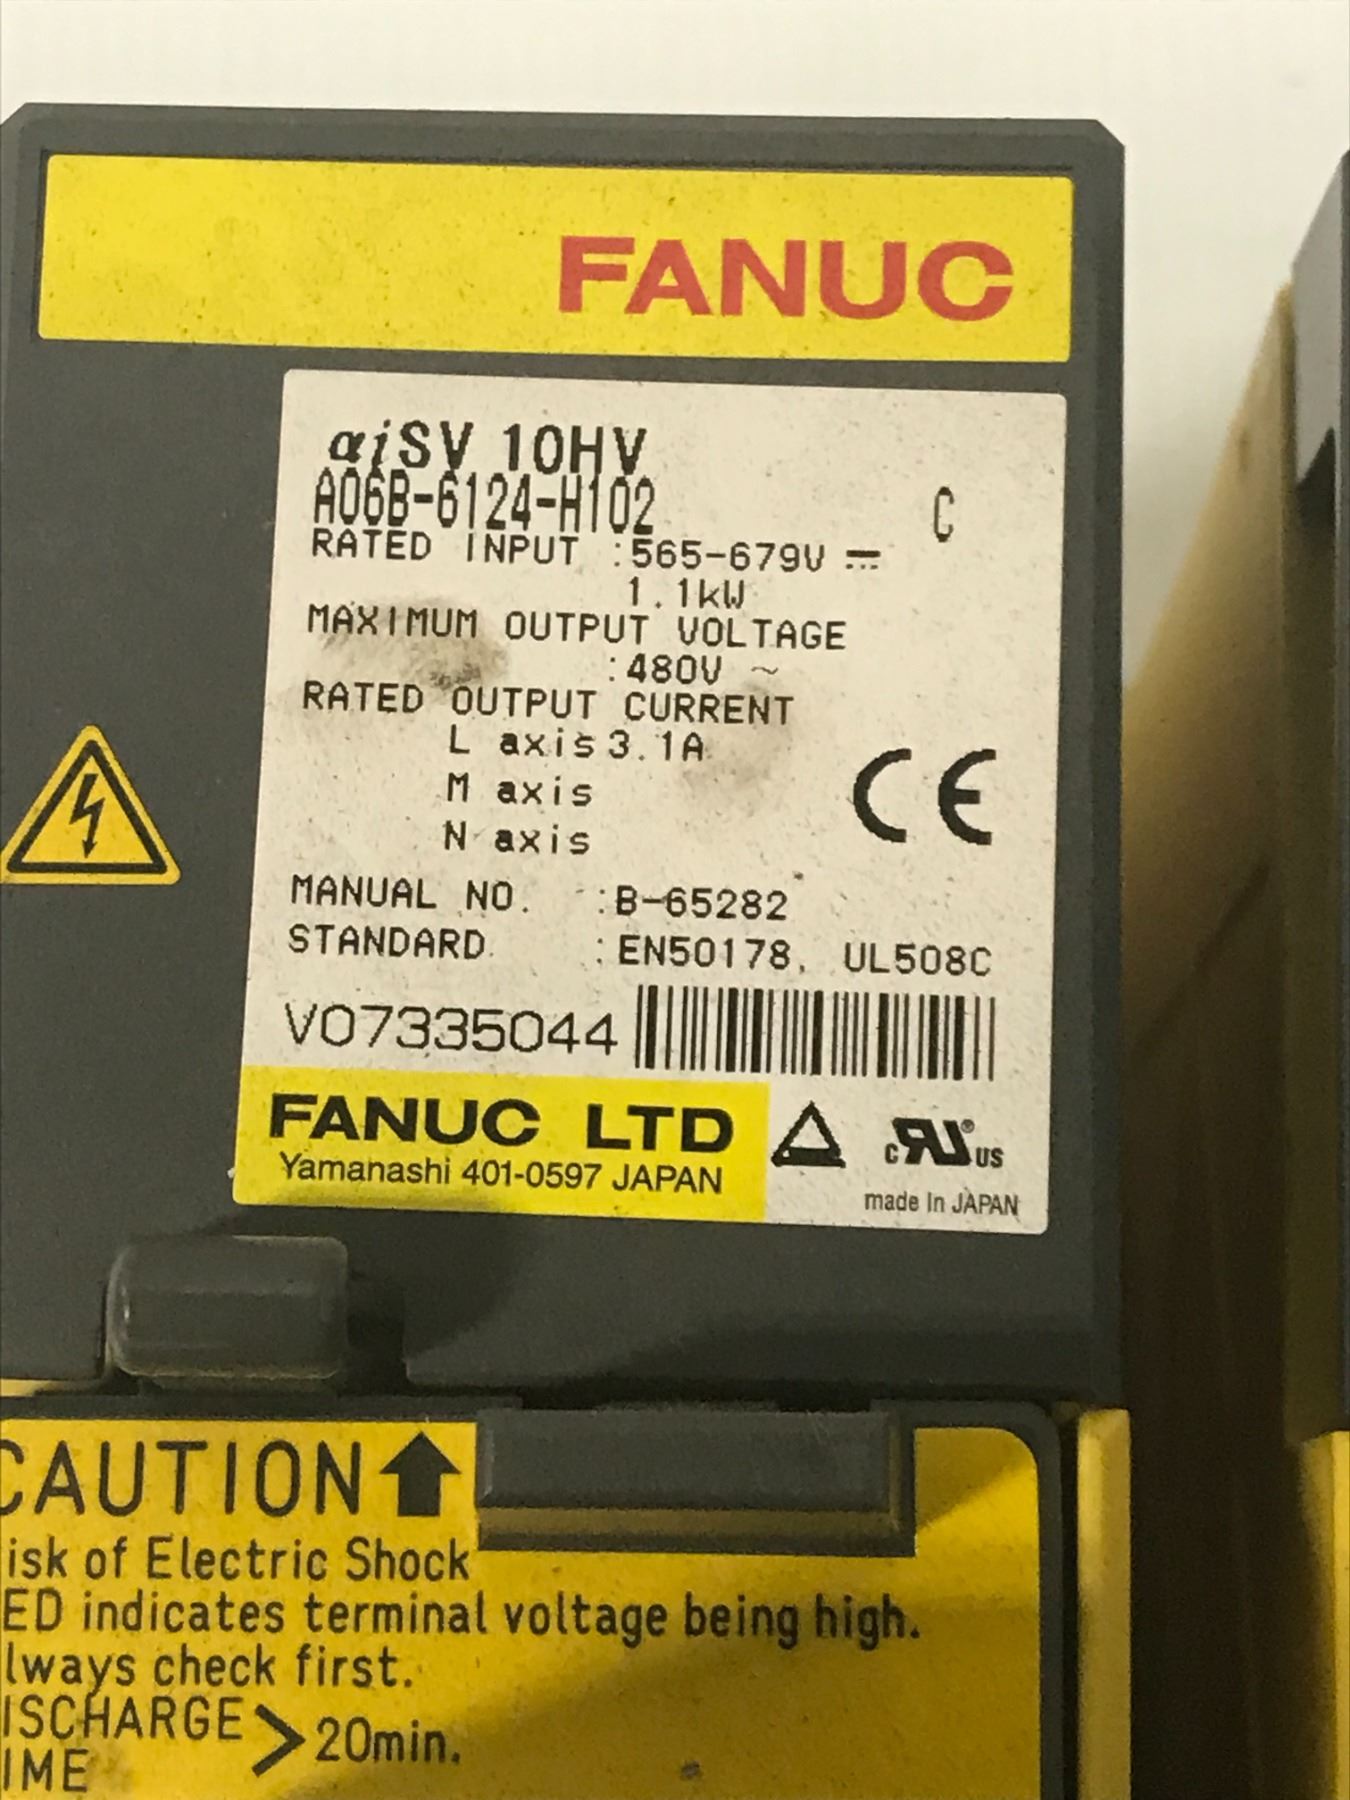 FANUC
αiSV 10HV
A06B-6124-H102 C
RATED INPUT :565-679V ⎓
1.1kW
MAXIMUM OUTPUT VOLTAGE
:480V ~
RATED OUTPUT CURRENT
L axis 3.1A
M axis
N axis
MANUAL NO. :B-65282
STANDARD :EN50178, UL508C
CE
V07335044
FANUC LTD
Yamanashi 401-0597 JAPAN
c RU ® US
made In JAPAN
CAUTION
isk of Electric Shock
ED indicates terminal voltage being high.
lways check first.
ISCHARGE
IME
> 20min.